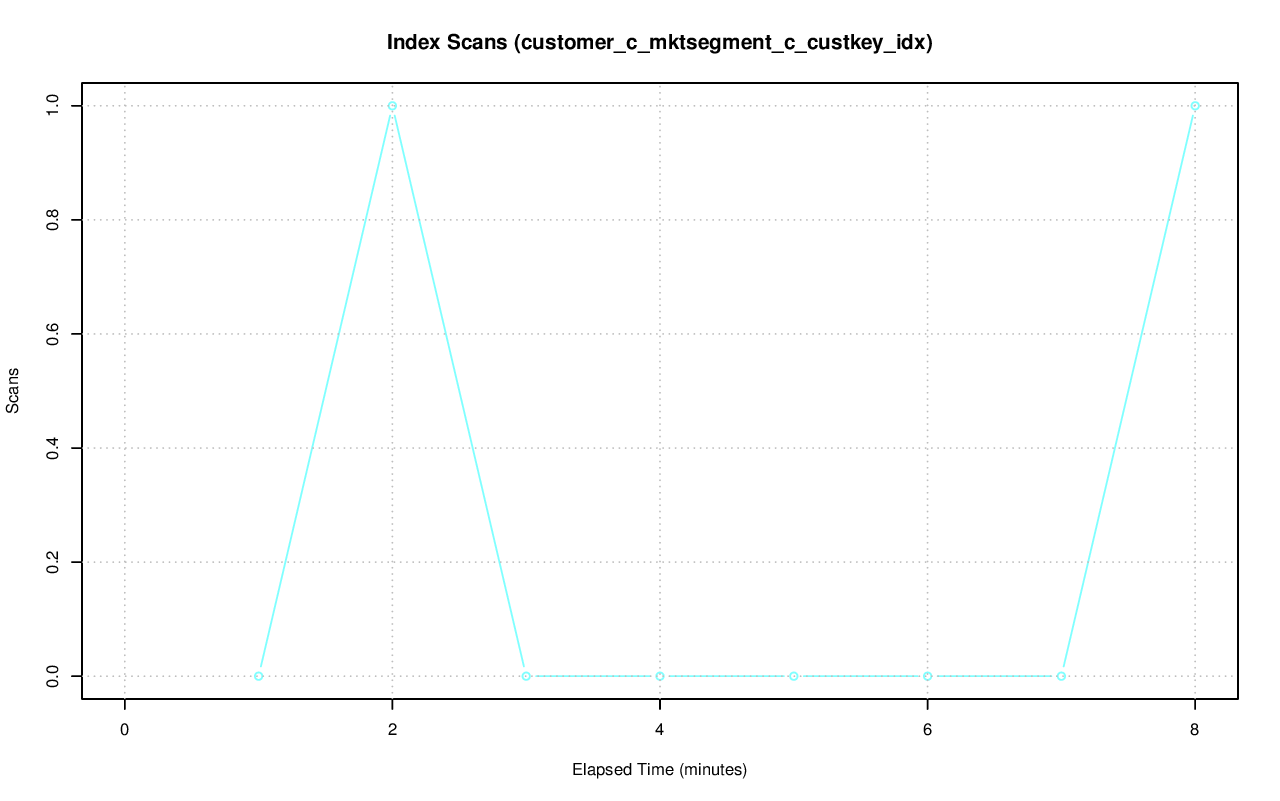 Index Scans (customer_c_mktsegment_c_custkey_idx)
1.0
0.8
0.6
0.4
0.2
0.0
Scans
0 2 4 6 8
Elapsed Time (minutes)